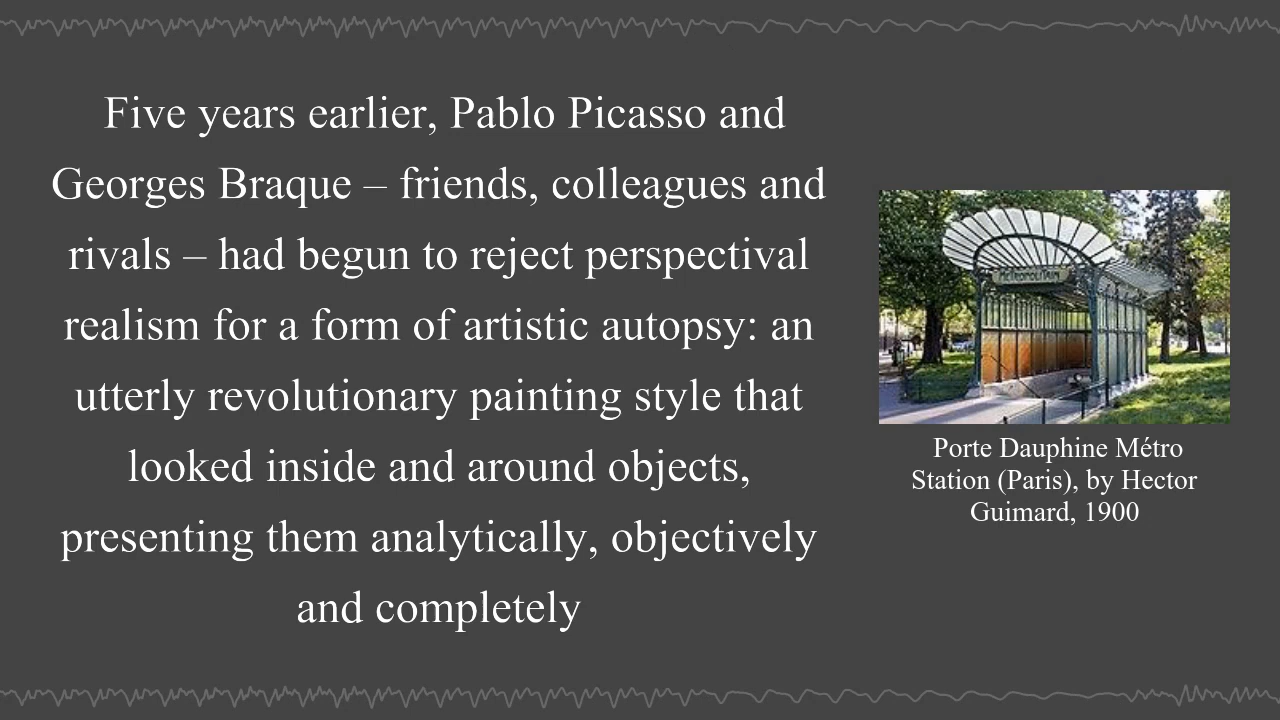 Five years earlier, Pablo Picasso and
Georges Braque – friends, colleagues and
rivals – had begun to reject perspectival
realism for a form of artistic autopsy: an
utterly revolutionary painting style that
looked inside and around objects,
presenting them analytically, objectively
and completely
METROPOLITAIN
Porte Dauphine Métro
Station (Paris), by Hector
Guimard, 1900